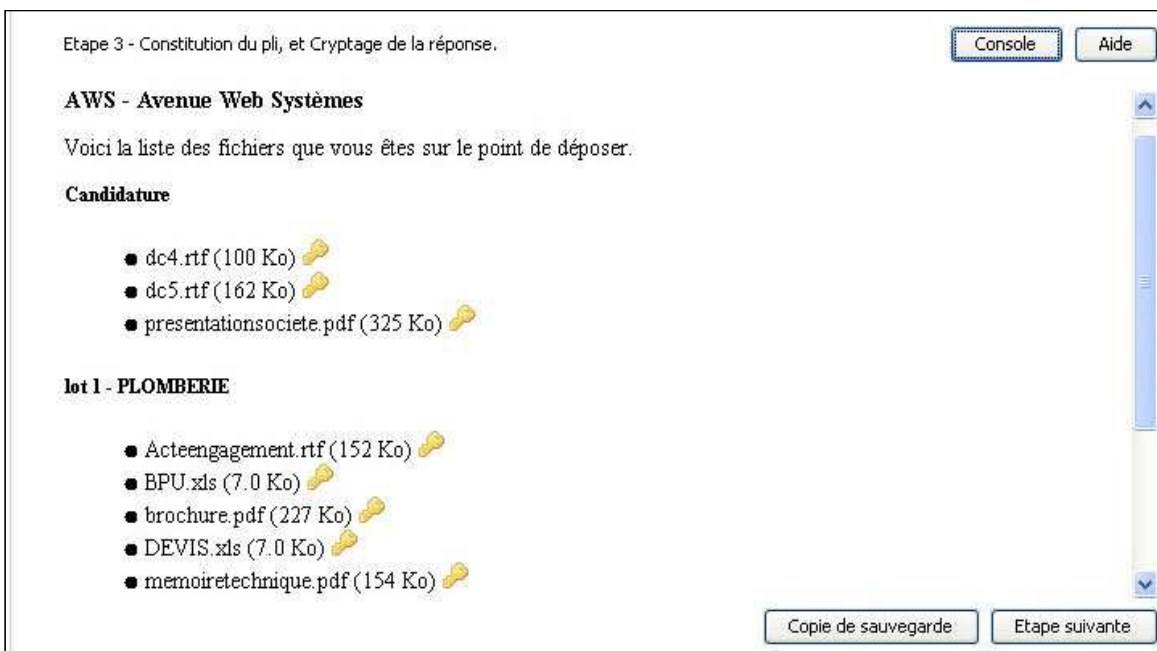 Etape 3 - Constitution du pli, et Cryptage de la réponse.
Console
Aide
AWS - Avenue Web Systèmes
Voici la liste des fichiers que vous êtes sur le point de déposer.
Candidature
dc4.rtf (100 Ko)
dc5.rtf (162 Ko)
presentationsociete.pdf (325 Ko)
lot 1 - PLOMBERIE
Acteengagement.rtf (152 Ko)
BPU.xls (7.0 Ko)
brochure.pdf (227 Ko)
DEVIS.xls (7.0 Ko)
memoiretechnique.pdf (154 Ko)
Copie de sauvegarde
Etape suivante